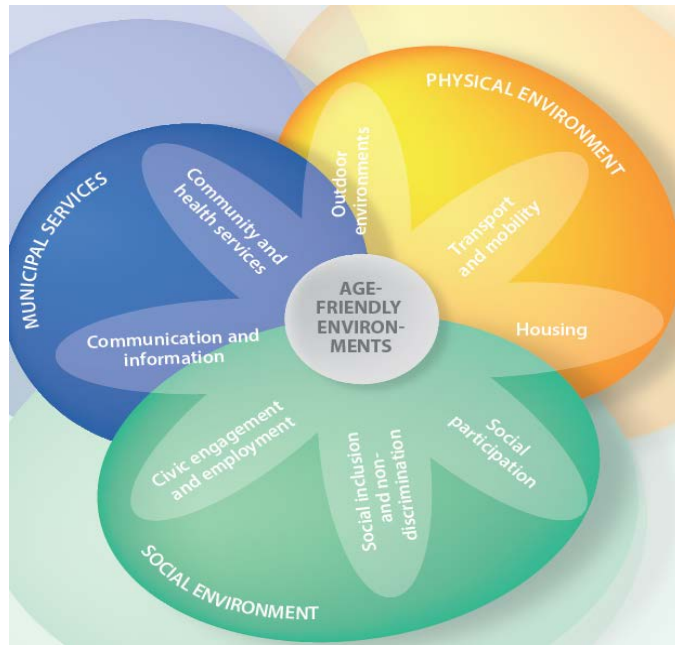 PHYSICAL ENVIRONMENT
Outdoor
environments
Transport
and mobility
Housing
MUNICIPAL SERVICES
Community and
health services
Communication and
information
AGE-
FRIENDLY
ENVIRON-
MENTS
Civic engagement
and employment
Social inclusion
and non-
discrimination
Social
participation
SOCIAL ENVIRONMENT